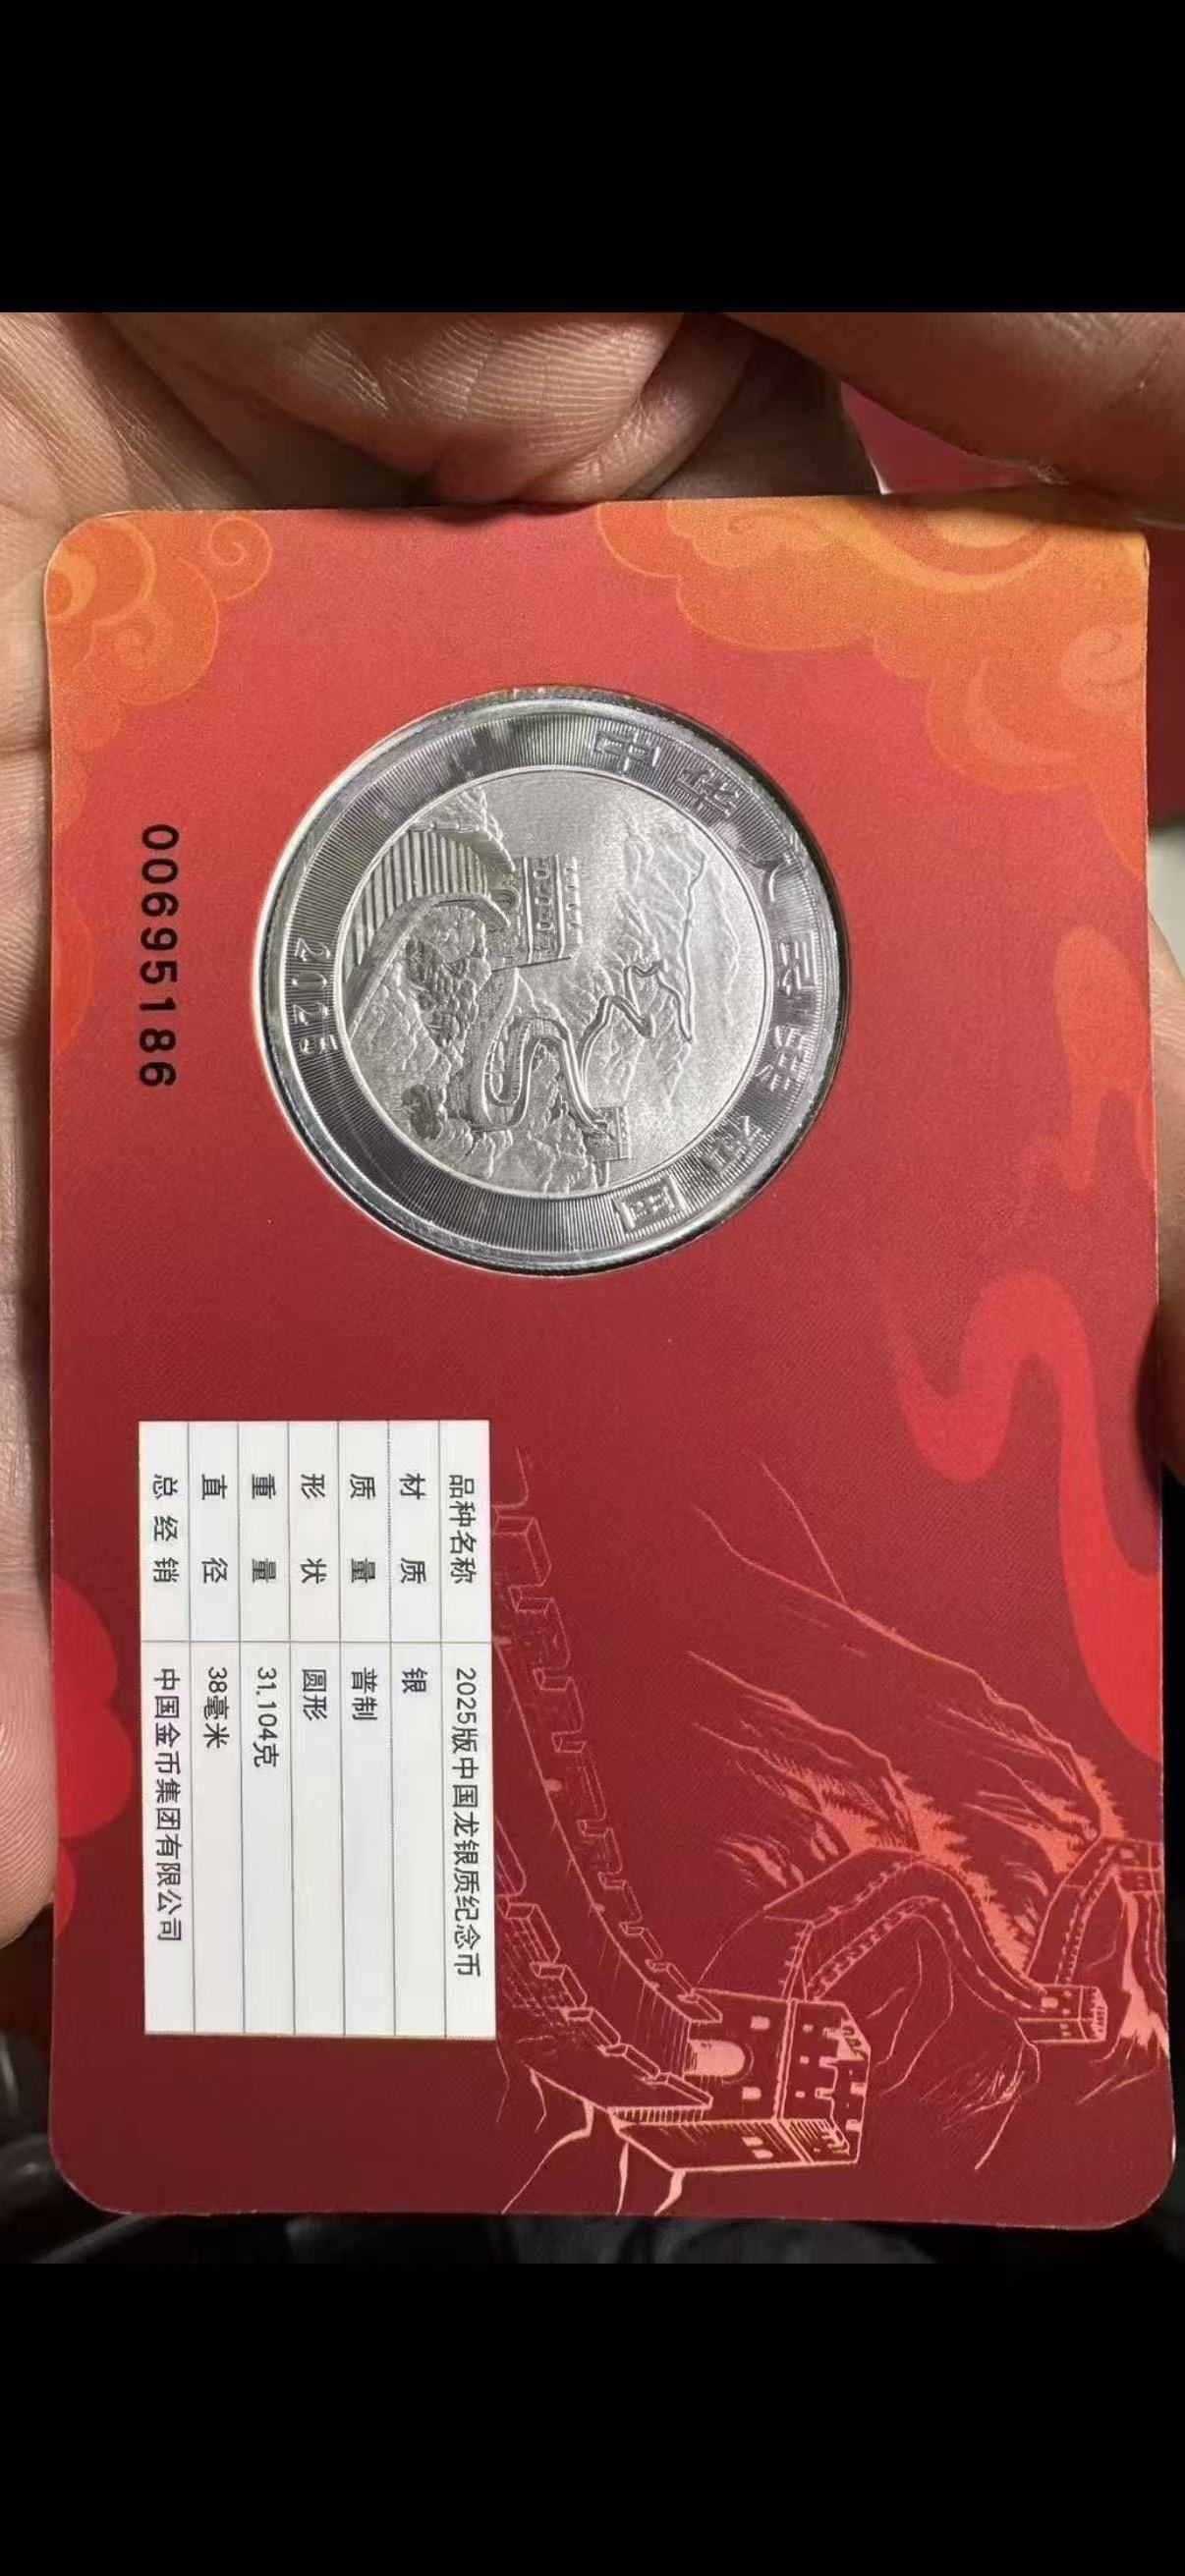 中华人民共和国
2025
00695186
品种名称 2025版中国龙银质纪念币
材质 银
质量 普制
形状 圆形
重量 31.104克
直径 38毫米
总经销 中国金币集团有限公司